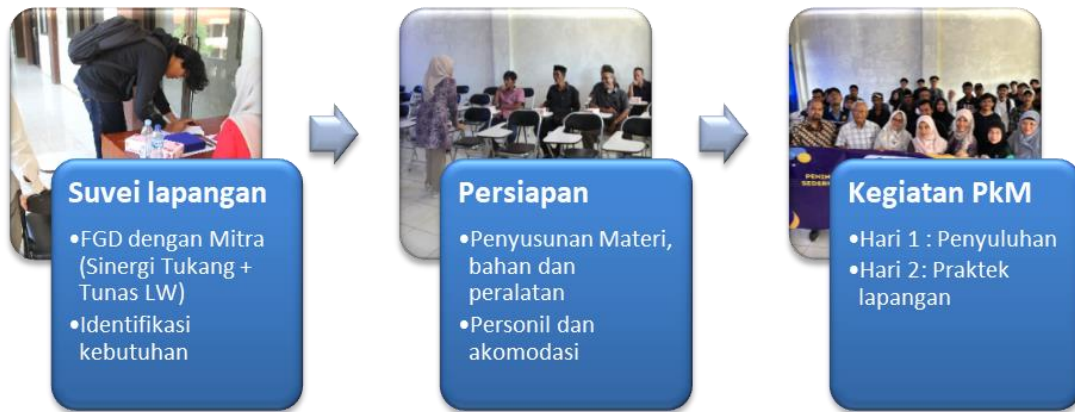 Suvei lapangan
•FGD dengan Mitra
(Sinergi Tukang +
Tunas LW)
•Identifikasi
kebutuhan
Persiapan
•Penyusunan Materi,
bahan dan
peralatan
•Personil dan
akomodasi
Kegiatan PkM
•Hari 1 : Penyuluhan
•Hari 2: Praktek
lapangan